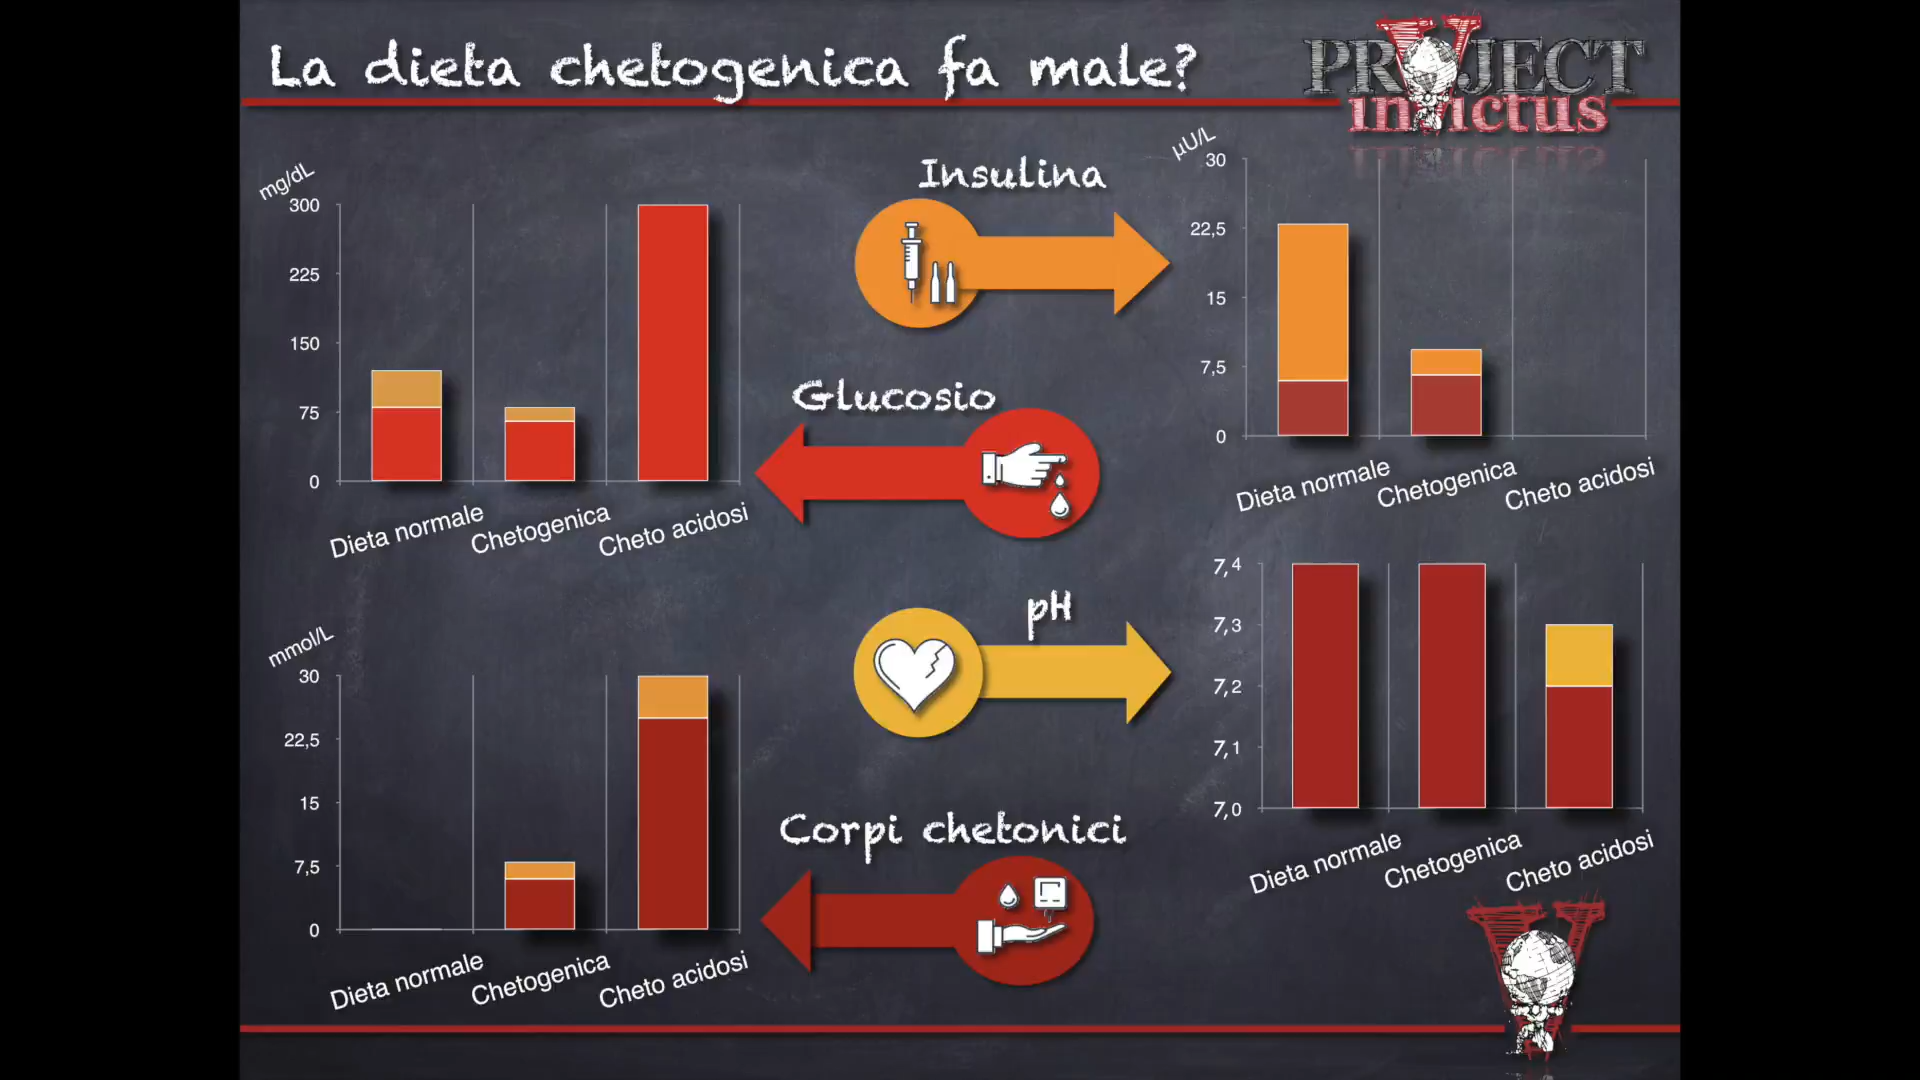 La dieta chetogenica fa male?
PROJECT
invictus
mg/dL
300
225
150
75
0
Dieta normale
Chetogenica
Cheto acidosi
Insulina
µU/L
30
22,5
15
7,5
0
Dieta normale
Chetogenica
Cheto acidosi
Glucosio
pH
7,4
7,3
7,2
7,1
7,0
Dieta normale
Chetogenica
Cheto acidosi
mmol/L
30
22,5
15
7,5
0
Dieta normale
Chetogenica
Cheto acidosi
Corpi chetonici
V